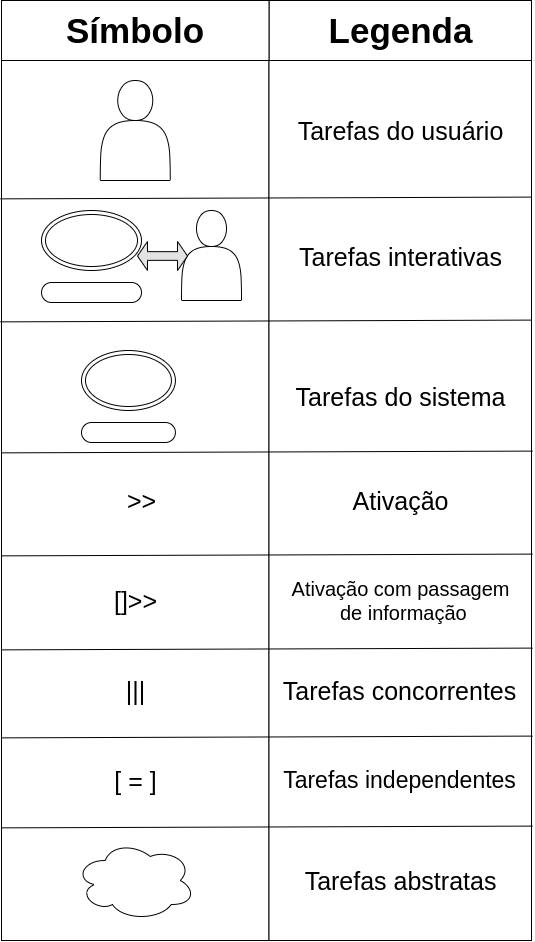 Símbolo Legenda
Tarefas do usuário
Tarefas interativas
Tarefas do sistema
>> Ativação
[]>> Ativação com passagem
de informação
||| Tarefas concorrentes
[ = ] Tarefas independentes
Tarefas abstratas